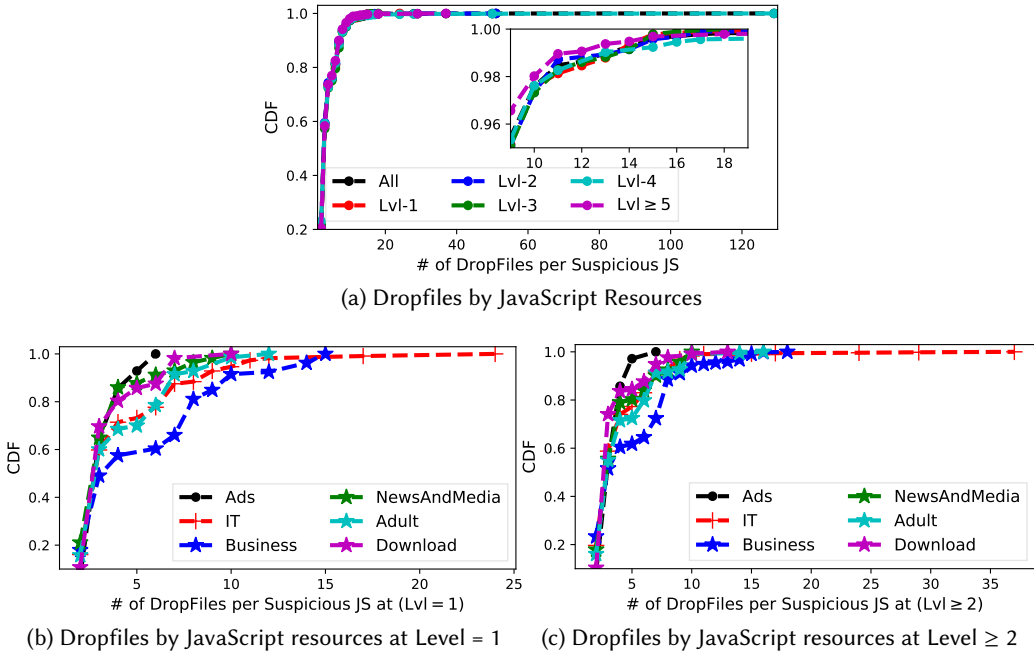 1.0
0.8
0.6
0.4
0.2
CDF
1.00
0.98
0.96
10 12 14 16 18
All Lvl-2 Lvl-4
Lvl-1 Lvl-3 Lvl ≥ 5
20 40 60 80 100 120
# of DropFiles per Suspicious JS
(a) Dropfiles by JavaScript Resources
1.0
0.8
0.6
0.4
0.2
CDF
Ads NewsAndMedia
IT Adult
Business Download
5 10 15 20 25
# of DropFiles per Suspicious JS at (Lvl = 1)
(b) Dropfiles by JavaScript resources at Level = 1
1.0
0.8
0.6
0.4
0.2
CDF
Ads NewsAndMedia
IT Adult
Business Download
5 10 15 20 25 30 35
# of DropFiles per Suspicious JS at (Lvl ≥ 2)
(c) Dropfiles by JavaScript resources at Level ≥ 2